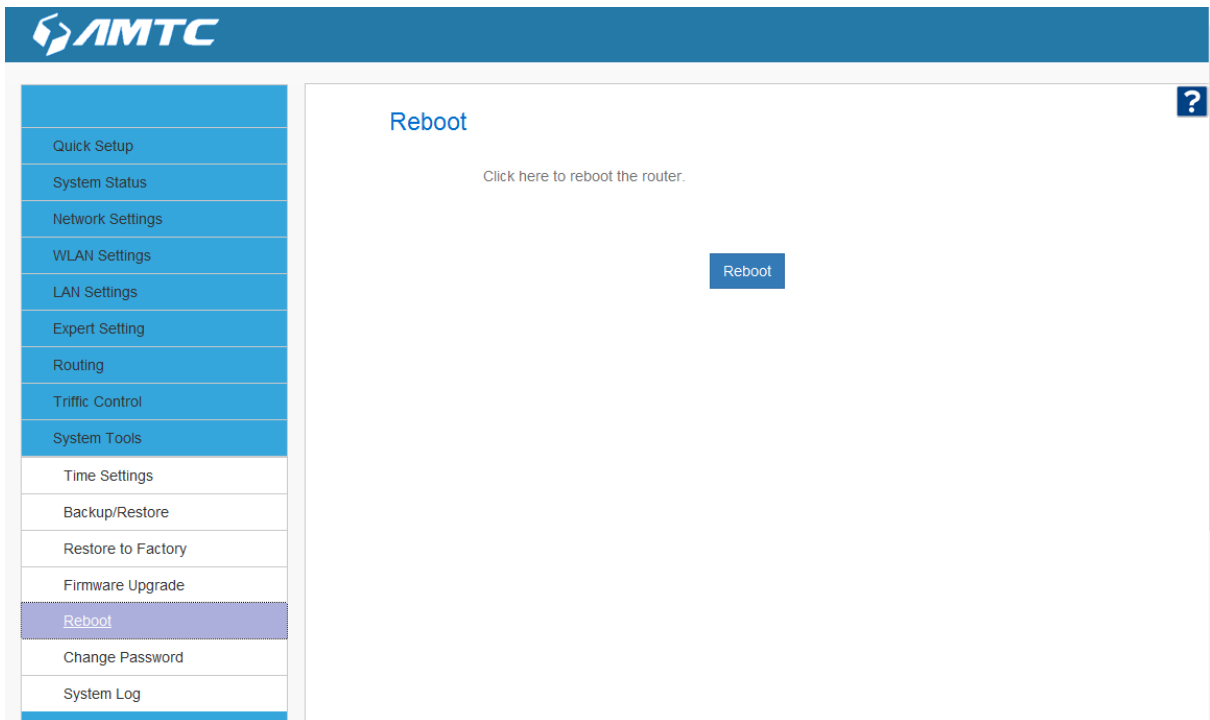 AMTC
?
Reboot
Quick Setup
Click here to reboot the router.
System Status
Network Settings
WLAN Settings
Reboot
LAN Settings
Expert Setting
Routing
Triffic Control
System Tools
Time Settings
Backup/Restore
Restore to Factory
Firmware Upgrade
Reboot
Change Password
System Log